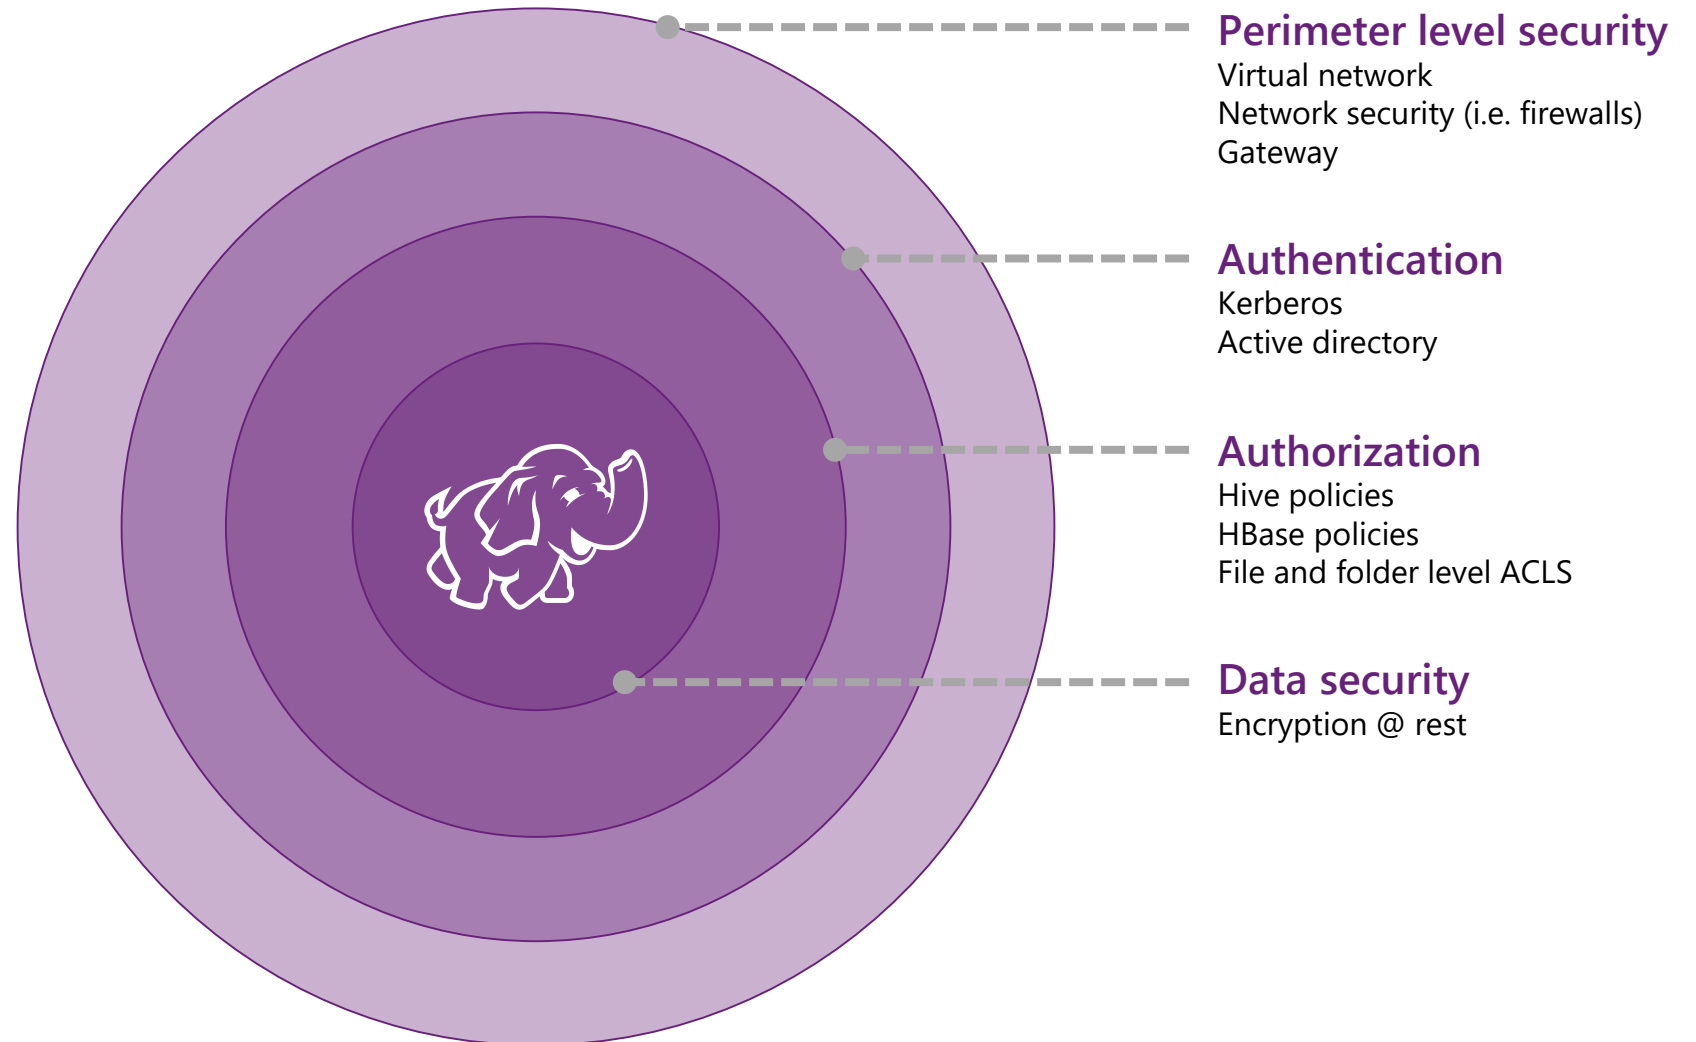 Perimeter level security
Virtual network
Network security (i.e. firewalls)
Gateway
Authentication
Kerberos
Active directory
Authorization
Hive policies
HBase policies
File and folder level ACLS
Data security
Encryption @ rest